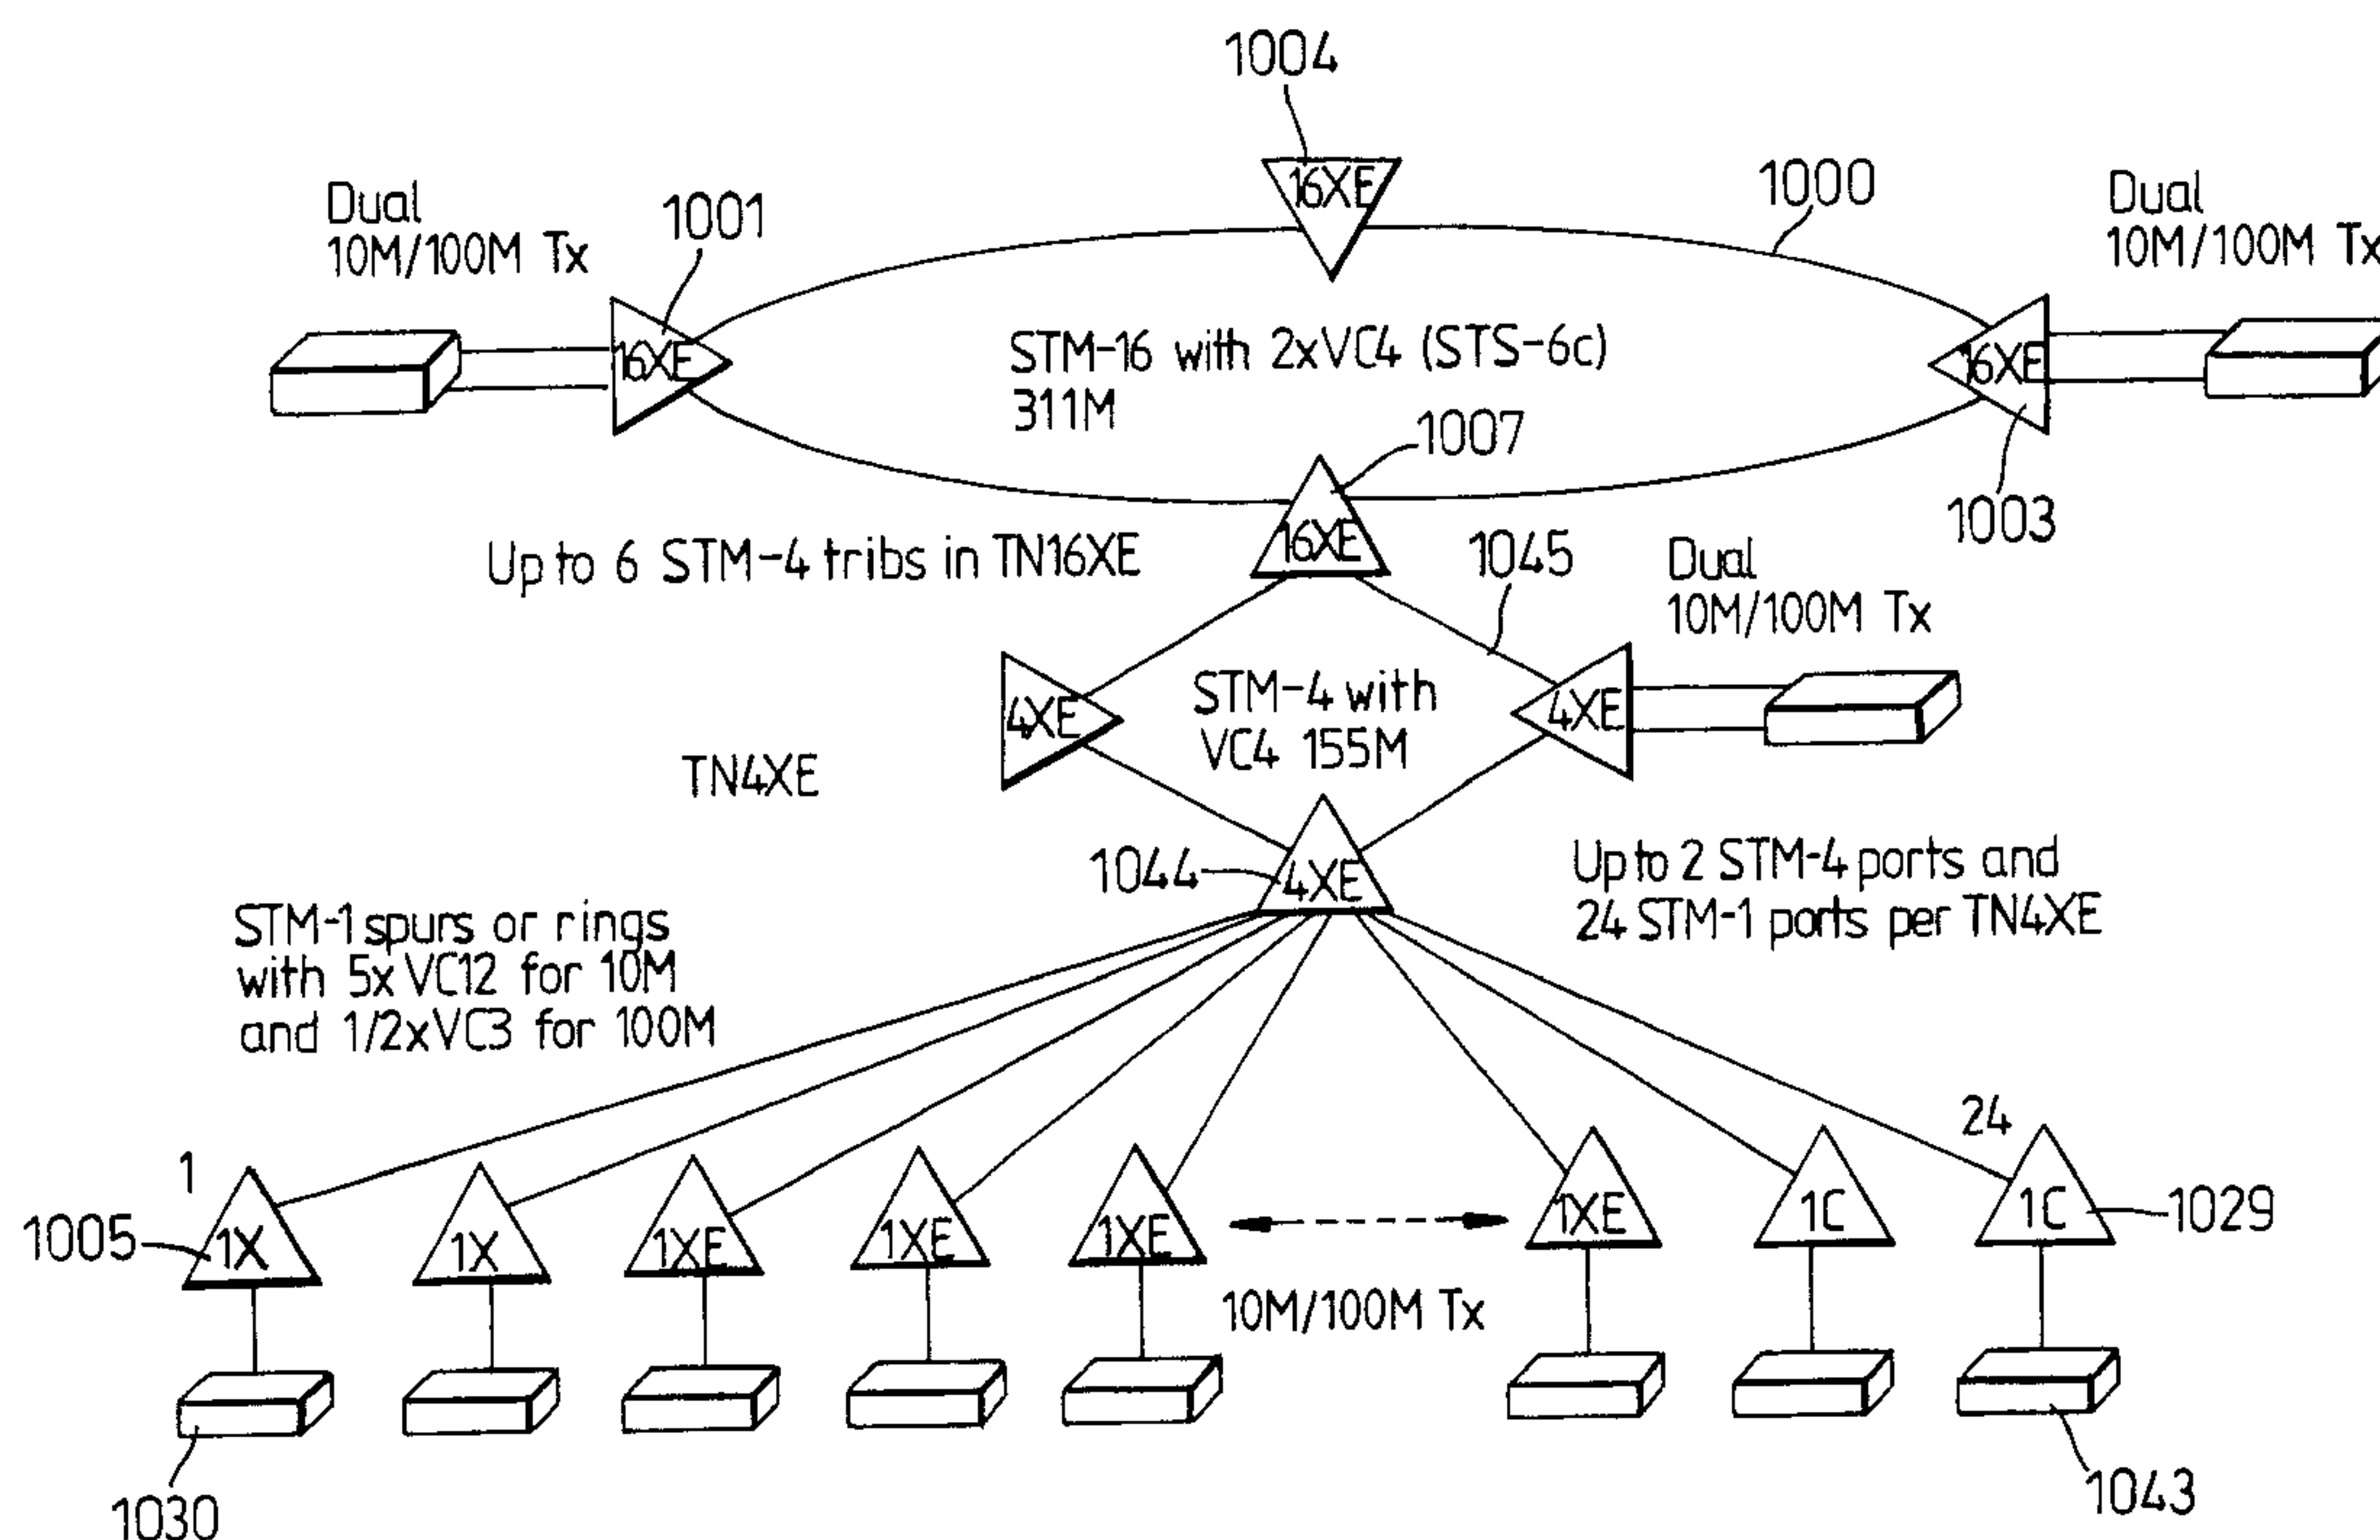 1004
Dual
10M/100M Tx
1001
16XE
1000
Dual
10M/100M Tx
16XE
STM-16 with 2xVC4 (STS-6c)
311M
16XE
1007
1003
Up to 6 STM-4 tribs in TN16XE
16XE
1045
Dual
10M/100M Tx
4XE
STM-4 with
VC4 155M
4XE
TN4XE
1044
4XE
Up to 2 STM-4 ports and
24 STM-1 ports per TN4XE
STM-1 spurs or rings
with 5x VC12 for 10M
and 1/2xVC3 for 100M
1
24
1005
1X
1X
1XE
1XE
1XE
1XE
1C
1C
1029
10M/100M Tx
1030
1043